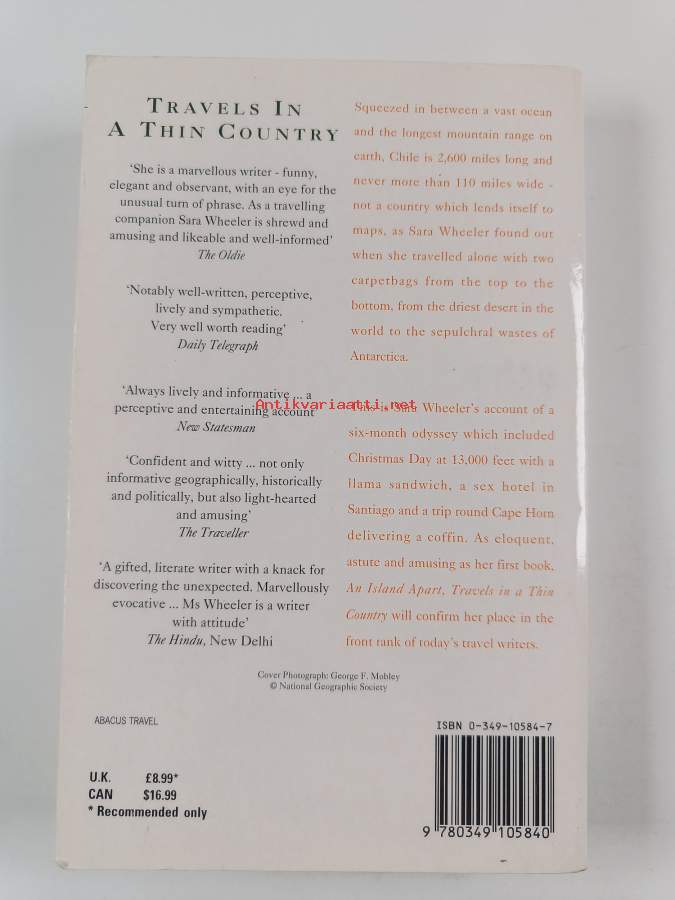 TRAVELS IN
A THIN COUNTRY
‘She is a marvellous writer - funny,
elegant and observant, with an eye for the
unusual turn of phrase. As a travelling
companion Sara Wheeler is shrewd and
amusing and likeable and well-informed’
The Oldie
‘Notably well-written, perceptive,
lively and sympathetic.
Very well worth reading’
Daily Telegraph
‘Always lively and informative ... a
perceptive and entertaining account’
New Statesman
‘Confident and witty ... not only
informative geographically, historically
and politically, but also light-hearted
and amusing’
The Traveller
‘A gifted, literate writer with a knack for
discovering the unexpected. Marvellously
evocative ... Ms Wheeler is a writer
with attitude’
The Hindu, New Delhi
Squeezed in between a vast ocean
and the longest mountain range on
earth, Chile is 2,600 miles long and
never more than 110 miles wide -
not a country which lends itself to
maps, as Sara Wheeler found out
when she travelled alone with two
carpetbags from the top to the
bottom, from the driest desert in the
world to the sepulchral wastes of
Antarctica.
This is Sara Wheeler’s account of a
six-month odyssey which included
Christmas Day at 13,000 feet with a
llama sandwich, a sex hotel in
Santiago and a trip round Cape Horn
delivering a coffin. As eloquent,
astute and amusing as her first book,
An Island Apart, Travels in a Thin
Country will confirm her place in the
front rank of today’s travel writers.
Antikvariaatti.net
Cover Photograph: George F. Mobley
© National Geographic Society
ABACUS TRAVEL
U.K. £8.99*
CAN $16.99
* Recommended only
ISBN 0-349-10584-7
9 780349 105840